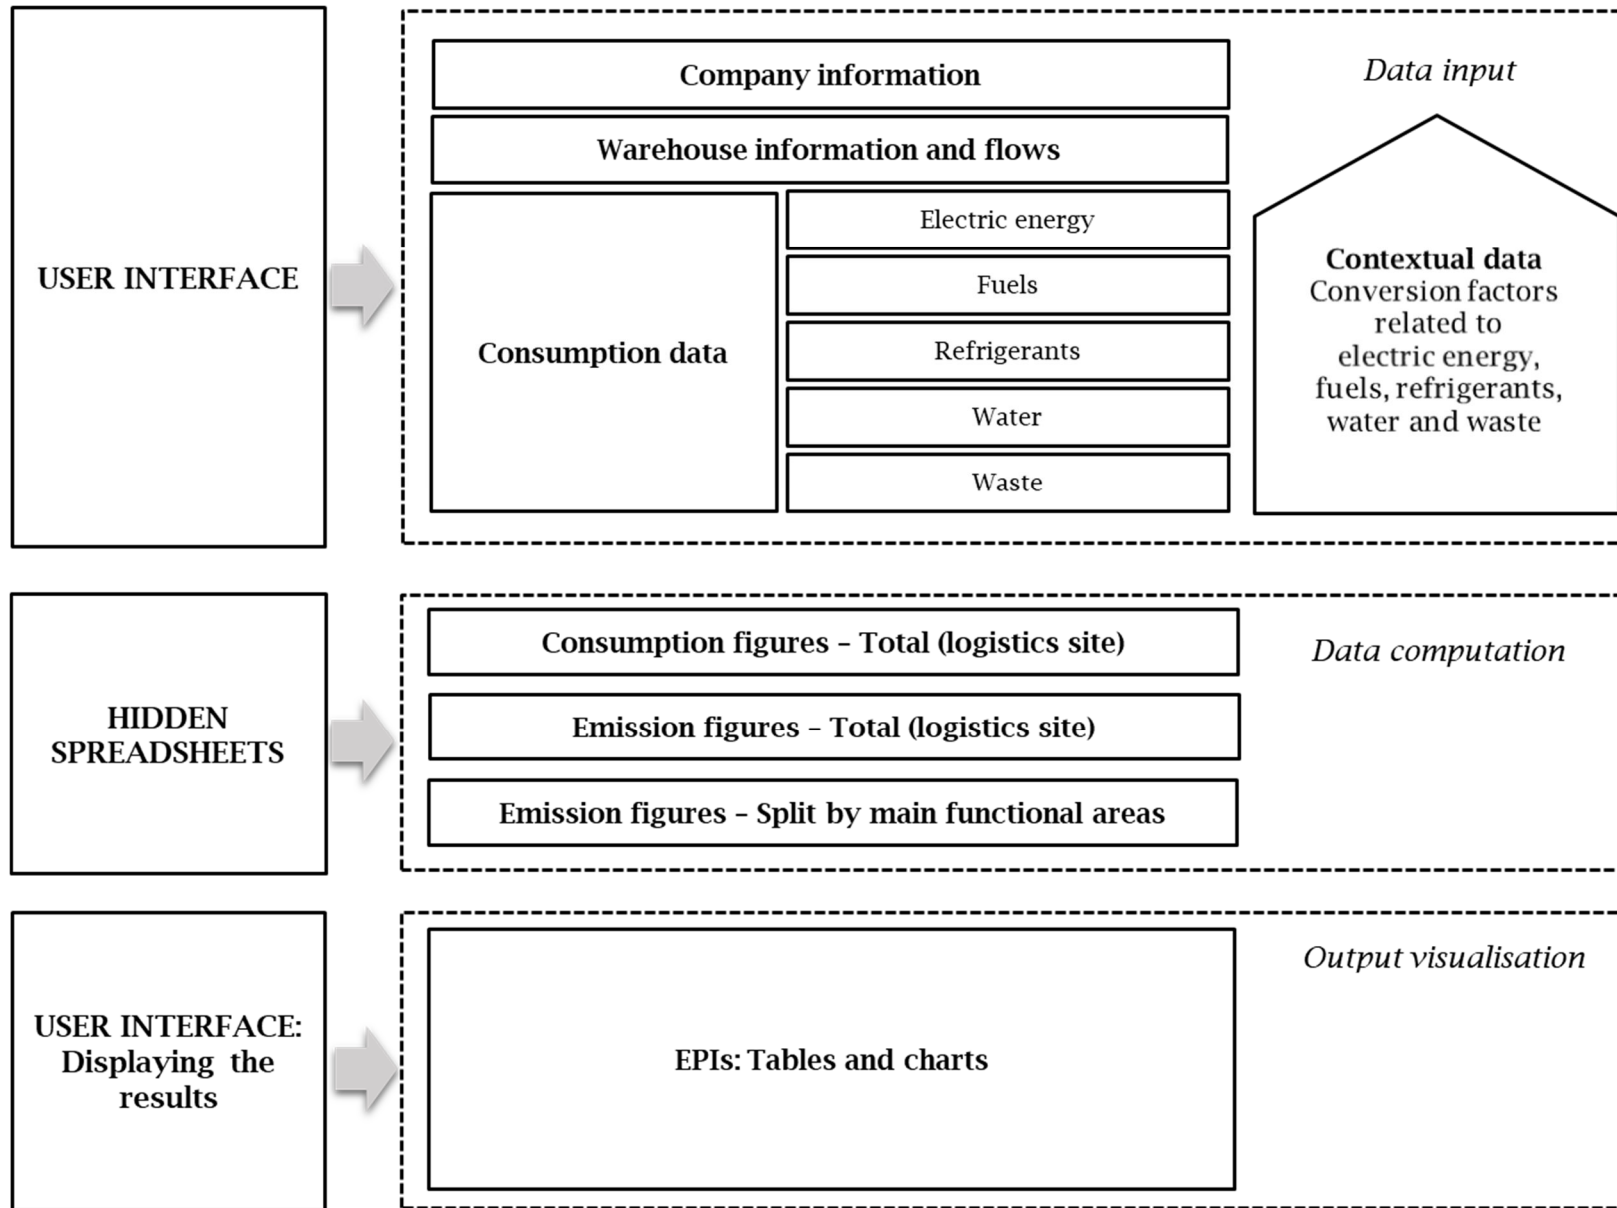 USER INTERFACE
Company information
Warehouse information and flows
Consumption data
Electric energy
Fuels
Refrigerants
Water
Waste
Data input
Contextual data
Conversion factors
related to
electric energy,
fuels, refrigerants,
water and waste
HIDDEN
SPREADSHEETS
Consumption figures – Total (logistics site)
Emission figures – Total (logistics site)
Emission figures – Split by main functional areas
Data computation
USER INTERFACE:
Displaying the
results
EPIs: Tables and charts
Output visualisation